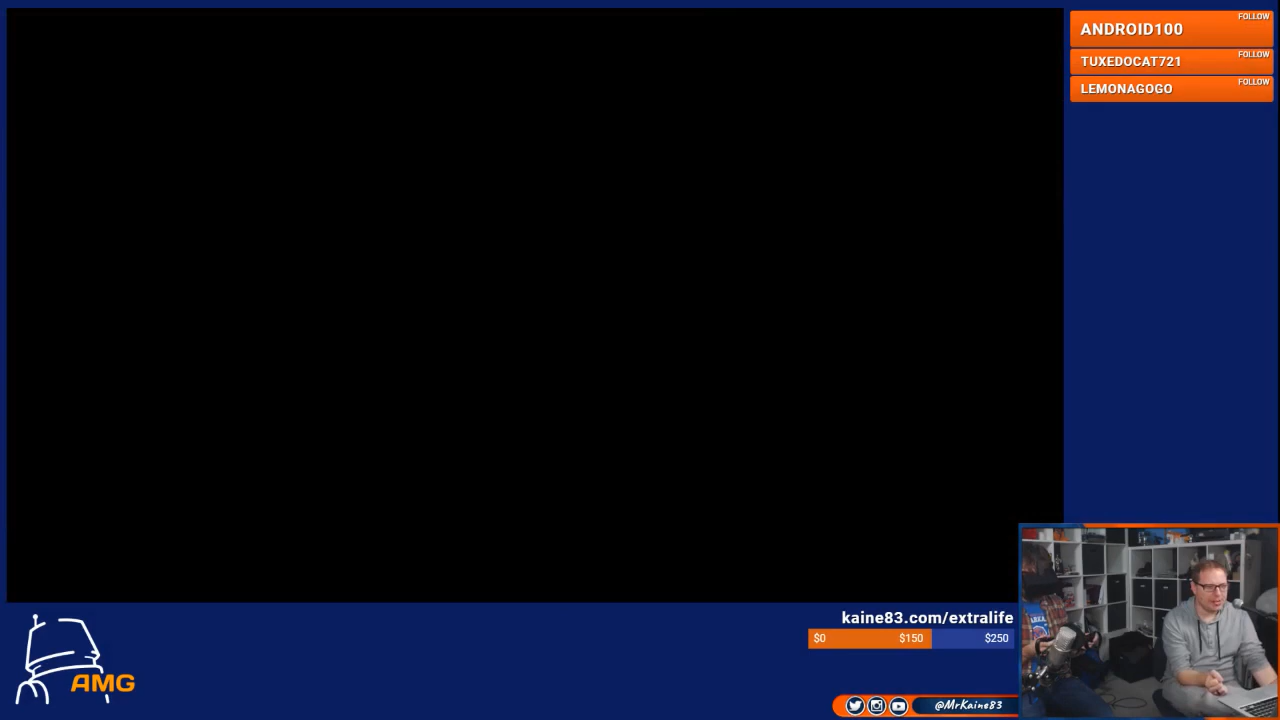 FOLLOW
ANDROID100
FOLLOW
TUXEDOCAT721
FOLLOW
LEMONAGOGO
kaine83.com/extralife
$0 $150 $250
AMG
@MrKaine83